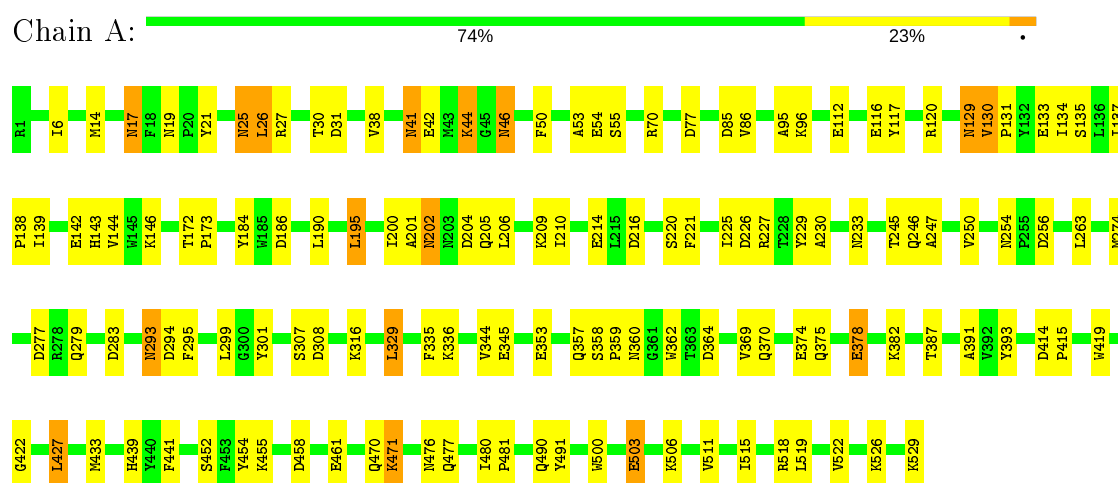 Chain A:
74% 23% •
R1 I6 M14 N17 F18 N19 P20 Y21 N25 L26 R27 T30 D31 V38 N41 E42 M43 K44 G45 N46 F50 A53 E54 S55 R70 D77 D85 V86 A95 K96 E112 E116 Y117 R120 N129 V130 P131 Y132 E133 I134 S135 L136 I137
P138 I139 E142 H143 V144 W145 K146 T172 P173 Y184 W185 D186 L190 L195 I200 A201 N202 N203 D204 Q205 L206 K209 I210 E214 L215 D216 S220 F221 I225 D226 R227 T228 Y229 A230 N233 T245 Q246 A247 V250 N254 P255 D256 L263 M274
D277 R278 Q279 D283 N293 D294 F295 L299 G300 Y301 S307 D308 K316 L329 F335 K336 V344 E345 E353 Q357 S358 P359 N360 G361 W362 T363 D364 V369 Q370 E374 Q375 E378 K382 T387 A391 V392 Y393 D414 P415 W419
G422 L427 M433 H439 Y440 F441 S452 F453 Y454 K455 D458 E461 Q470 K471 N476 Q477 I480 P481 Q490 Y491 W500 E503 K506 V511 I515 R518 L519 V522 K526 K529